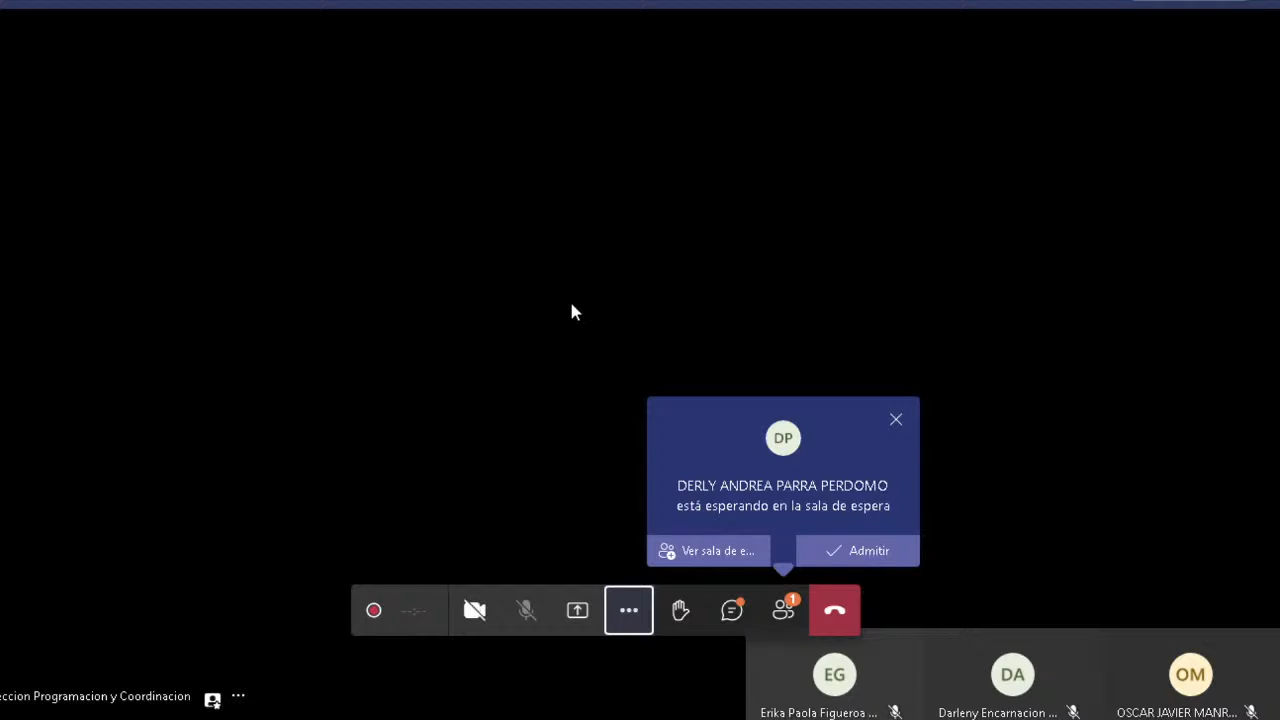 DP
DERLY ANDREA PARRA PERDOMO
está esperando en la sala de espera
Ver sala de e...
Admitir
--:--
1
EG
DA
OM
eccion Programacion y Coordinacion
Erika Paola Figueroa ...
Darleny Encarnacion ...
OSCAR JAVIER MANR...